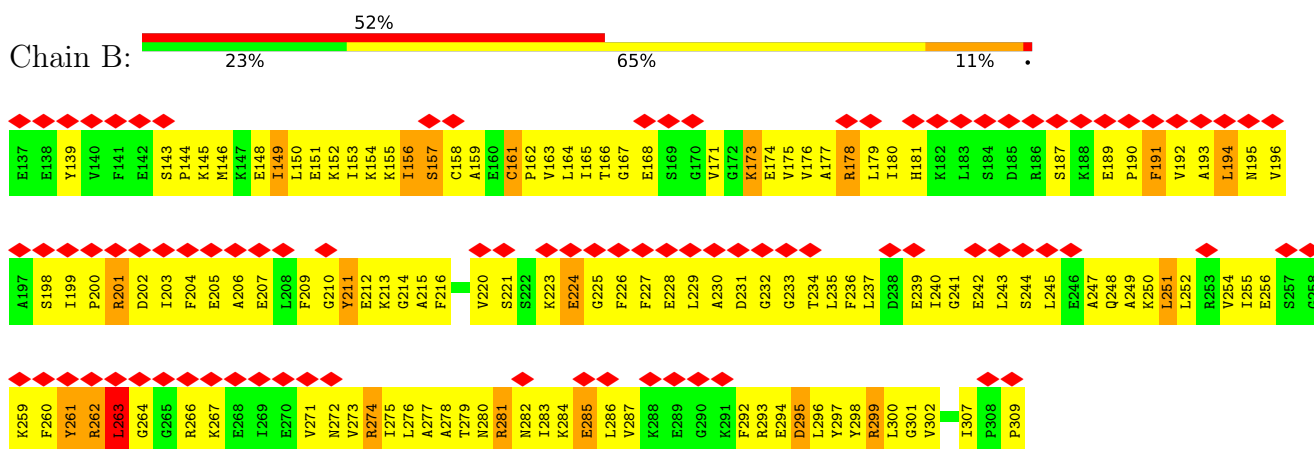 52%
Chain B:
23% 65% 11% •
E137 E138 Y139 V140 F141 E142 S143 P144 K145 M146 K147 E148 I149 L150 E151 K152 I153 K154 K155 I156 S157 C158 A159 E160 C161 P162 V163 L164 I165 T166 G167 E168 S169 G170 V171 G172 K173 E174 V175 V176 A177 R178 L179 I180 H181 K182 L183 S184 D185 R186 S187 K188 E189 P190 F191 V192 A193 L194 N195 V196
A197 S198 I199 P200 R201 D202 I203 F204 E205 A206 E207 L208 F209 G210 Y211 E212 K213 G214 A215 F216 V220 S221 S222 K223 E224 G225 F226 F227 E228 L229 A230 D231 G232 G233 T234 L235 F236 L237 D238 E239 I240 G241 E242 L243 S244 L245 E246 A247 Q248 A249 K250 L251 L252 R253 V254 I255 E256 S257 G258
K259 F260 Y261 R262 L263 G264 G265 R266 K267 E268 I269 E270 V271 N272 V273 R274 I275 L276 A277 A278 T279 N280 R281 N282 I283 K284 E285 L286 V287 K288 E289 G290 K291 F292 R293 E294 D295 L296 Y297 Y298 R299 L300 G301 V302 I307 P308 P309